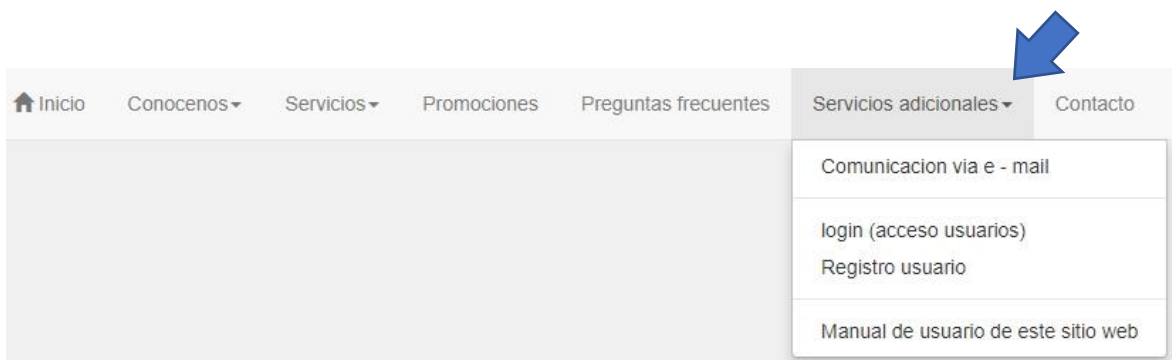 Inicio Conocenos Servicios Promociones Preguntas frecuentes Servicios adicionales Contacto
Comunicacion via e - mail
login (acceso usuarios)
Registro usuario
Manual de usuario de este sitio web